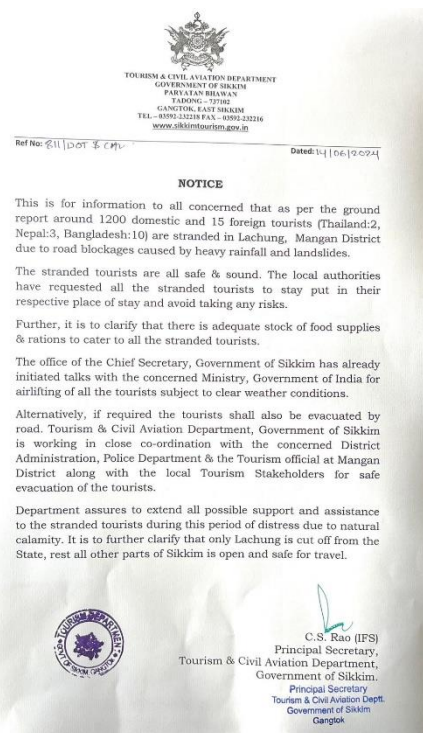 TOURISM & CIVIL AVIATION DEPARTMENT
GOVERNMENT OF SIKKIM
PARYATAN BHAWAN
TADONG – 737102
GANGTOK, EAST SIKKIM
TEL – 03592-232218 FAX – 03592-232216
www.sikkimtourism.gov.in
Ref No: 811/DOT &
Dated: 14/06/2024
NOTICE
This is for information to all concerned that as per the ground
report around 1200 domestic and 15 foreign tourists (Thailand:2,
Nepal:3, Bangladesh:10) are stranded in Lachung, Mangan District
due to road blockages caused by heavy rainfall and landslides.
The stranded tourists are all safe & sound. The local authorities
have requested all the stranded tourists to stay put in their
respective place of stay and avoid taking any risks.
Further, it is to clarify that there is adequate stock of food supplies
& rations to cater to all the stranded tourists.
The office of the Chief Secretary, Government of Sikkim has already
initiated talks with the concerned Ministry, Government of India for
airlifting of all the tourists subject to clear weather conditions.
Alternatively, if required the tourists shall also be evacuated by
road. Tourism & Civil Aviation Department, Government of Sikkim
is working in close co-ordination with the concerned District
Administration, Police Department & the Tourism official at Mangan
District along with the local Tourism Stakeholders for safe
evacuation of the tourists.
Department assures to extend all possible support and assistance
to the stranded tourists during this period of distress due to natural
calamity. It is to further clarify that only Lachung is cut off from the
State, rest all other parts of Sikkim is open and safe for travel.
C.S. Rao (IFS)
Principal Secretary,
Tourism & Civil Aviation Department,
Government of Sikkim.
Principal Secretary
Tourism & Civil Aviation Deptt.
Government of Sikkim
Gangtok
TOURISM DEPARTMENT
GOVT. OF SIKKIM GANGTOK